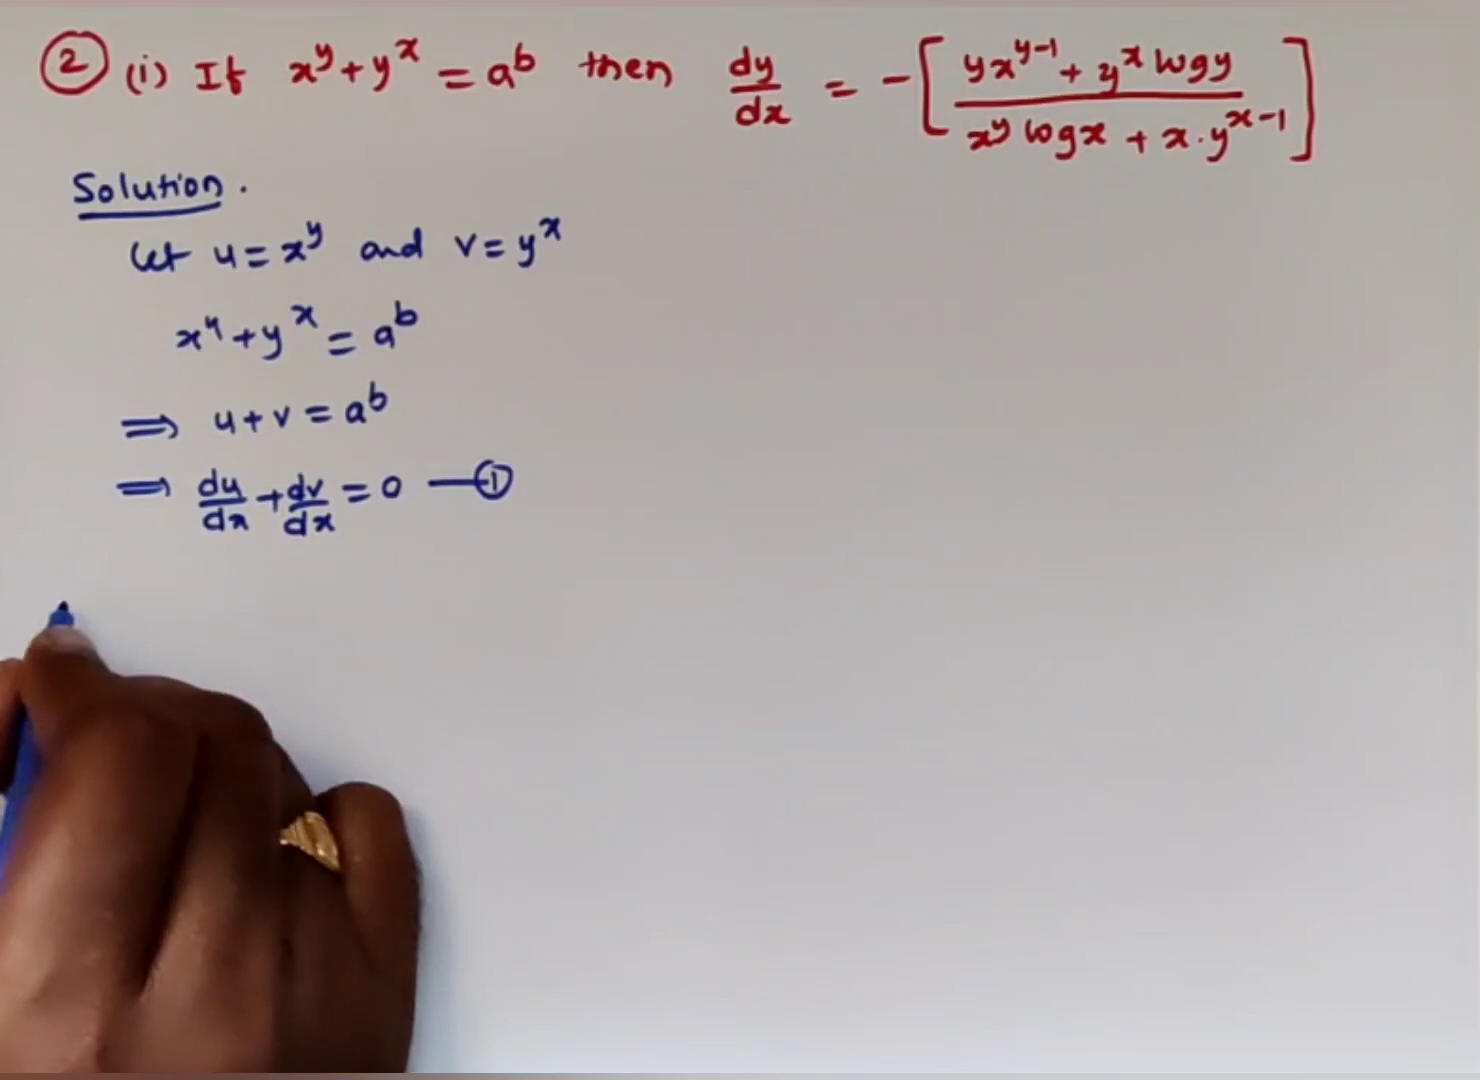 ② (i) If x^y + y^x = a^b then dy/dx = -[ (yx^(y-1) + y^x log y) / (x^y log x + x·y^(x-1)) ]
Solution.
Let u = x^y and v = y^x
x^y + y^x = a^b
⟹ u + v = a^b
⟹ du/dx + dv/dx = 0 —①